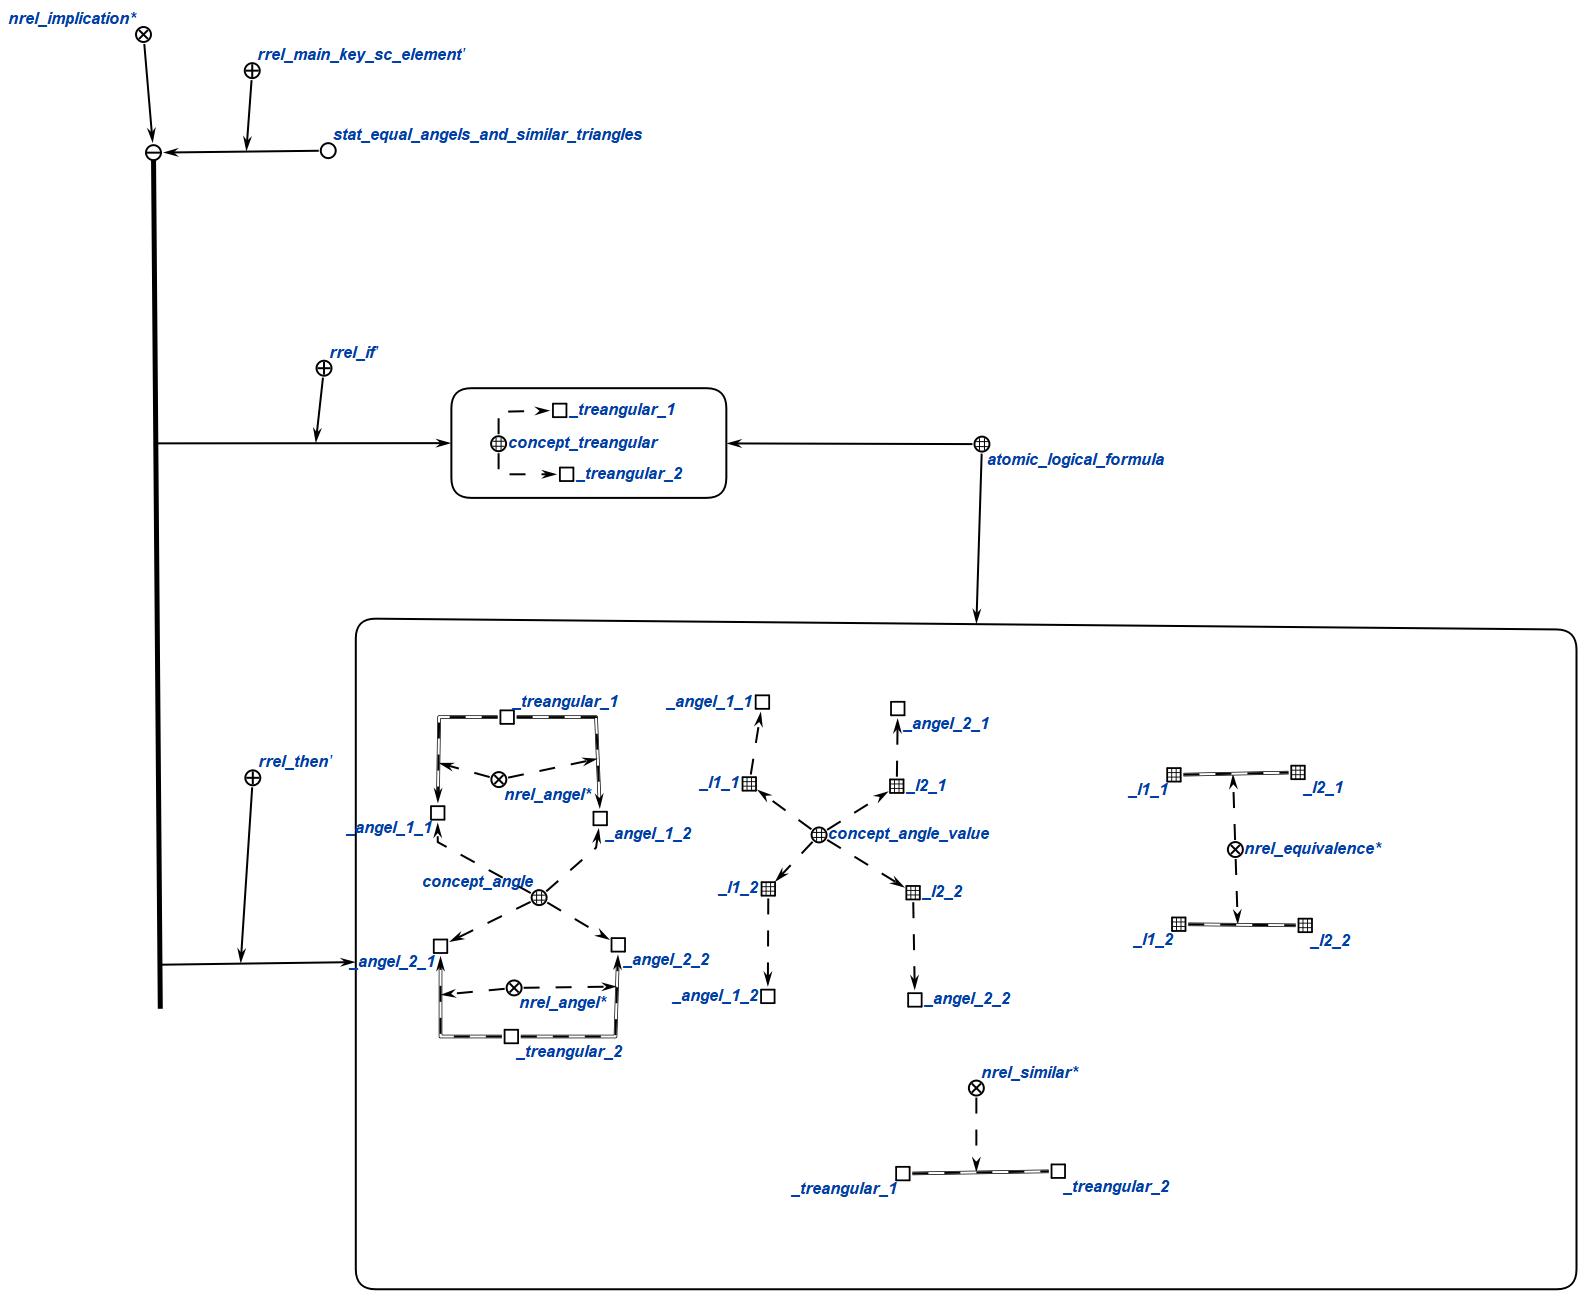 nrel_implication*
rrel_main_key_sc_element'
stat_equal_angels_and_similar_triangles
rrel_if'
_treangular_1
concept_treangular
_treangular_2
atomic_logical_formula
rrel_then'
_treangular_1
nrel_angel*
_angel_1_1
_angel_1_2
concept_angle
_angel_2_1
_angel_2_2
nrel_angel*
_treangular_2
_angel_1_1
_angel_2_1
_l1_1
_l2_1
concept_angle_value
_l1_2
_l2_2
_angel_1_2
_angel_2_2
_l1_1
_l2_1
nrel_equivalence*
_l1_2
_l2_2
nrel_similar*
_treangular_1
_treangular_2